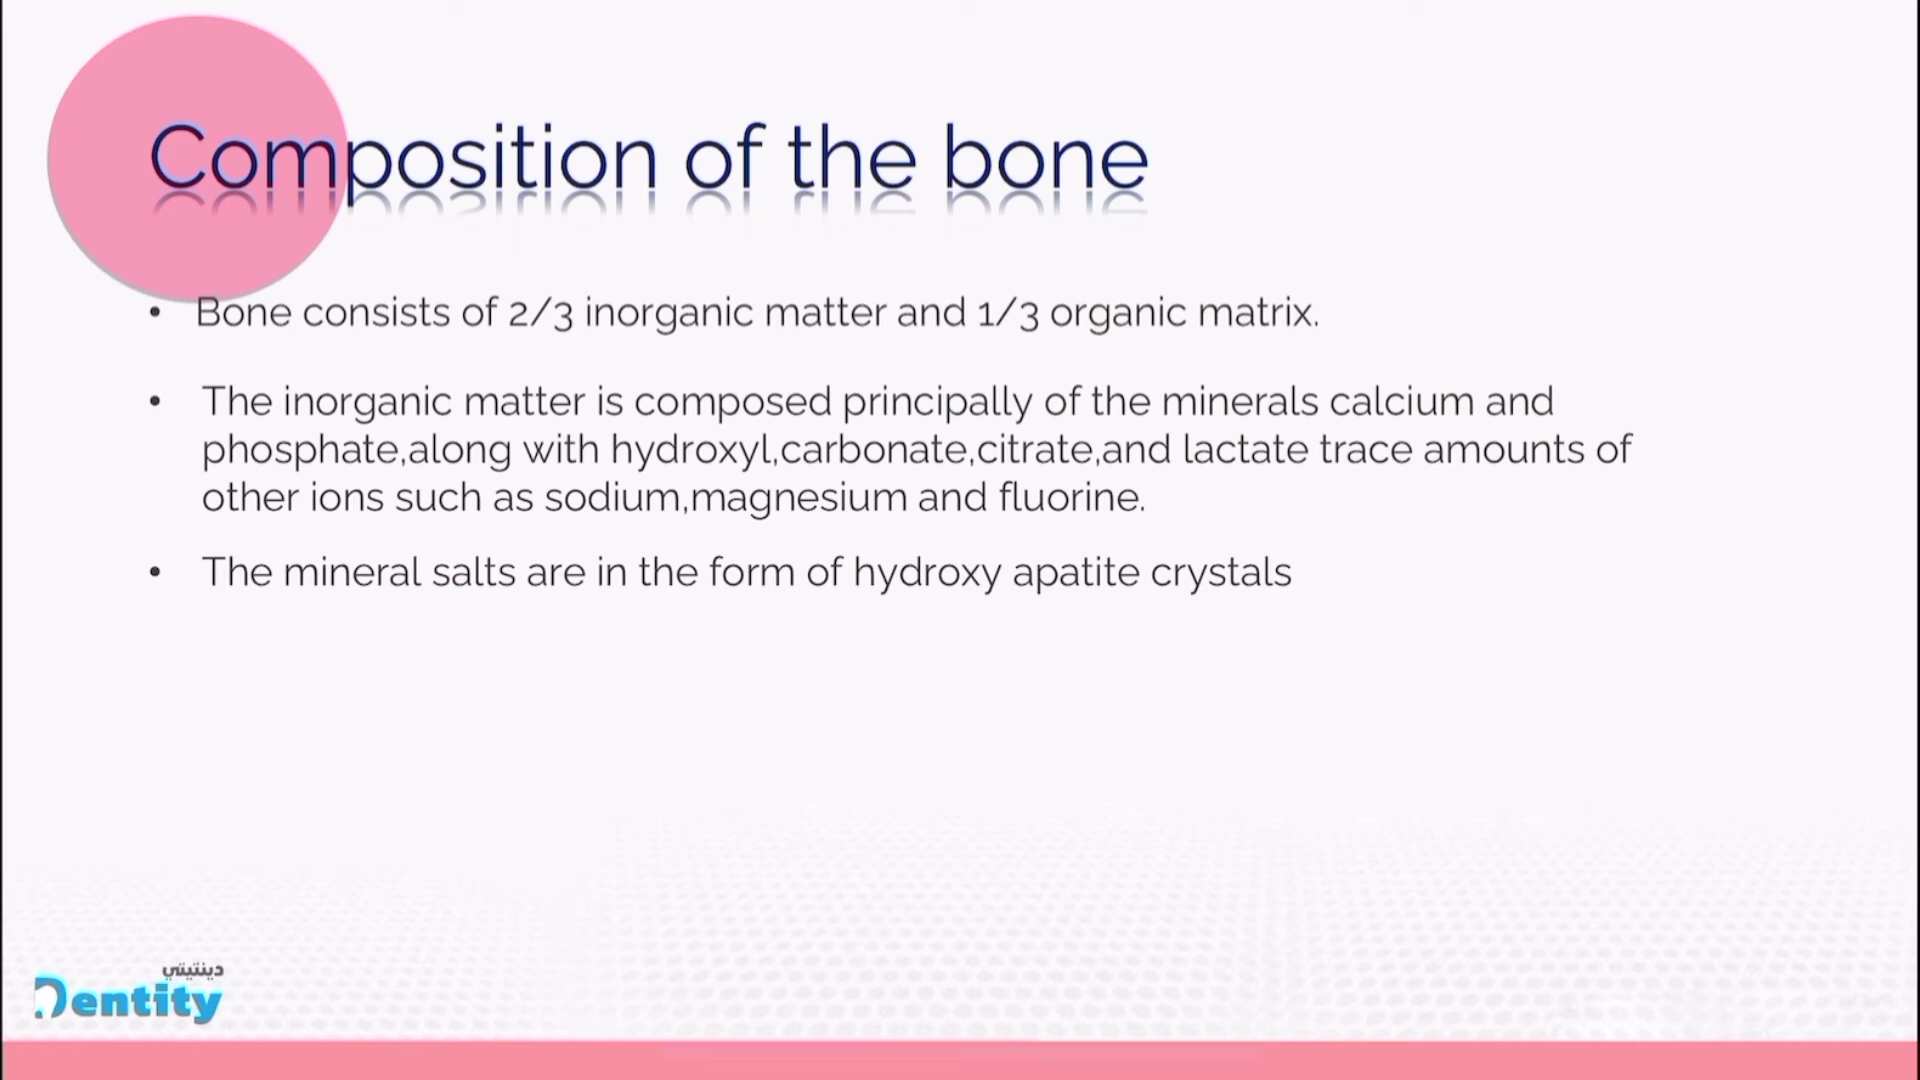 Composition of the bone
• Bone consists of 2/3 inorganic matter and 1/3 organic matrix.
• The inorganic matter is composed principally of the minerals calcium and
phosphate,along with hydroxyl,carbonate,citrate,and lactate trace amounts of
other ions such as sodium,magnesium and fluorine.
• The mineral salts are in the form of hydroxy apatite crystals
دينتيتي
Dentity